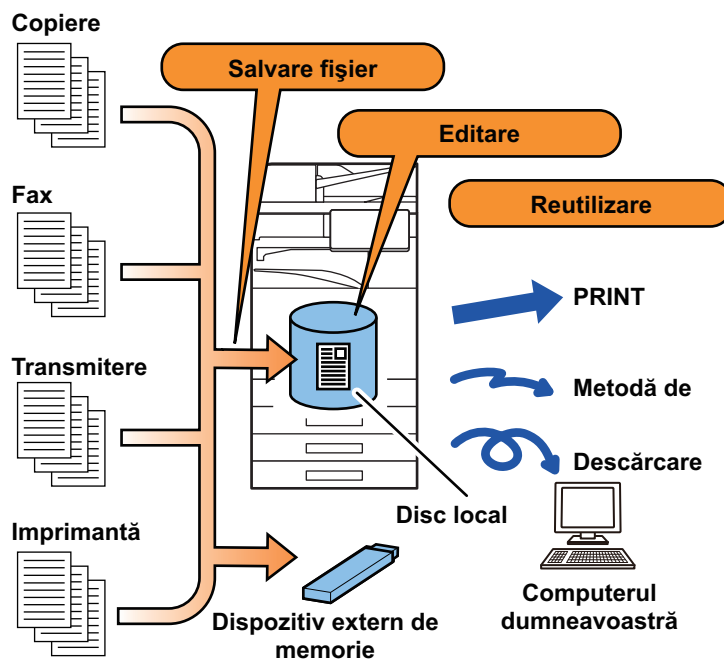 Copiere
Salvare fişier
Editare
Fax
Reutilizare
PRINT
Transmitere
Metodă de
Descărcare
Disc local
Imprimantă
Dispozitiv extern de
memorie
Computerul
dumneavoastră